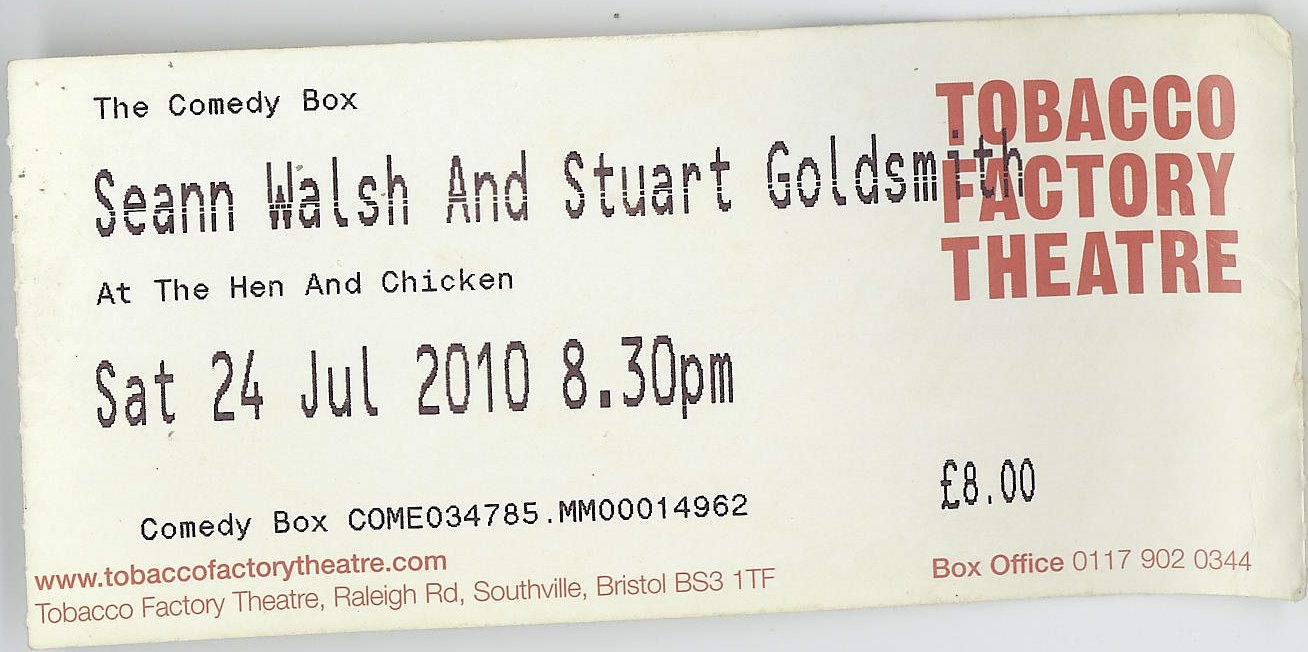 The Comedy Box
Seann Walsh And Stuart Goldsmith
At The Hen And Chicken
Sat 24 Jul 2010 8.30pm
TOBACCO
FACTORY
THEATRE
£8.00
Comedy Box COME034785.MM00014962
www.tobaccofactorytheatre.com
Tobacco Factory Theatre, Raleigh Rd, Southville, Bristol BS3 1TF
Box Office 0117 902 0344